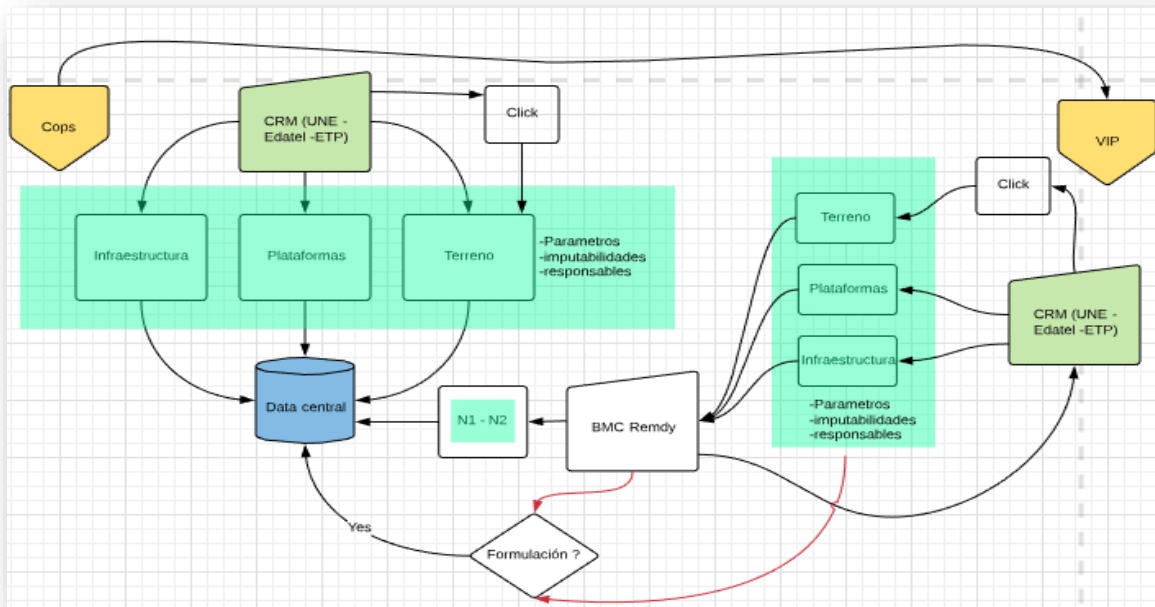 Cops
CRM (UNE -
Edatel -ETP)
Click
VIP
Click
Infraestructura
Plataformas
Terreno
-Parametros
-imputabilidades
-responsables
Terreno
Plataformas
Infraestructura
-Parametros
-imputabilidades
-responsables
CRM (UNE -
Edatel -ETP)
Data central
N1 - N2
BMC Remdy
Yes
Formulación ?